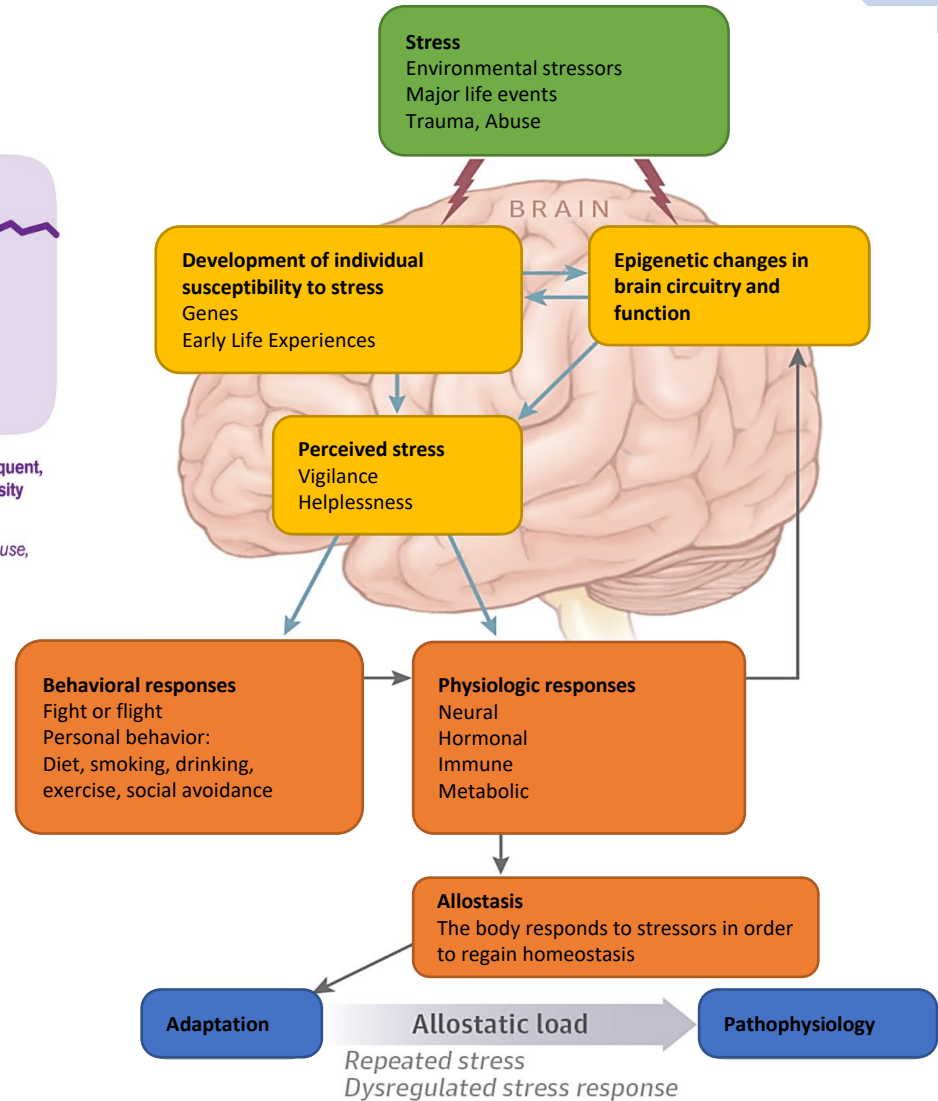 Stress
Environmental stressors
Major life events
Trauma, Abuse
BRAIN
Development of individual
susceptibility to stress
Genes
Early Life Experiences
Epigenetic changes in
brain circuitry and
function
Perceived stress
Vigilance
Helplessness
Behavioral responses
Fight or flight
Personal behavior:
Diet, smoking, drinking,
exercise, social avoidance
Physiologic responses
Neural
Hormonal
Immune
Metabolic
Allostasis
The body responds to stressors in order
to regain homeostasis
Adaptation
Allostatic load
Pathophysiology
Repeated stress
Dysregulated stress response